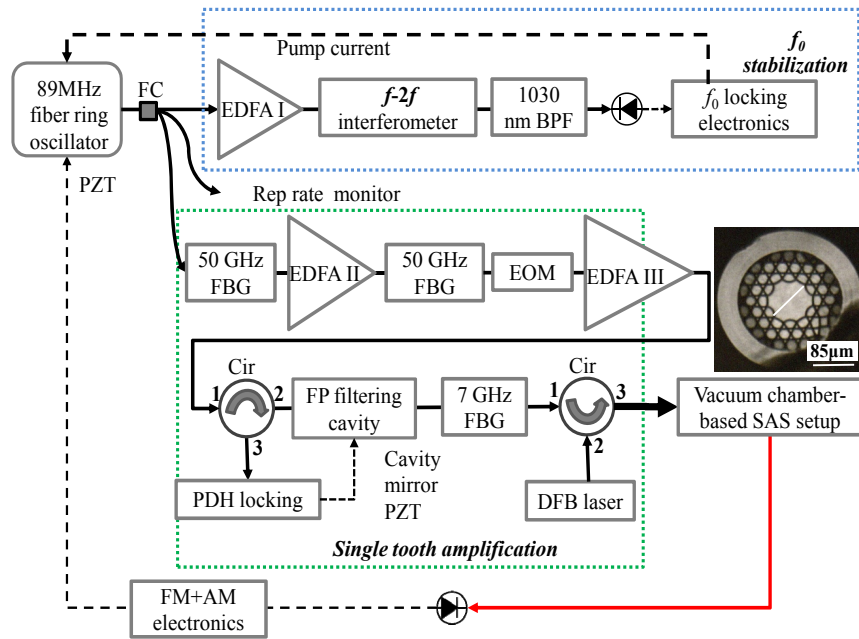 Pump current
f0
stabilization
89MHz
fiber ring
oscillator
FC
EDFA I
f-2f
interferometer
1030
nm BPF
f0 locking
electronics
PZT
Rep rate monitor
50 GHz
FBG
EDFA II
50 GHz
FBG
EOM
EDFA III
85μm
Cir
1
2
3
FP filtering
cavity
7 GHz
FBG
Cir
1
3
2
Vacuum chamber-
based SAS setup
PDH locking
Cavity
mirror
PZT
DFB laser
Single tooth amplification
FM+AM
electronics